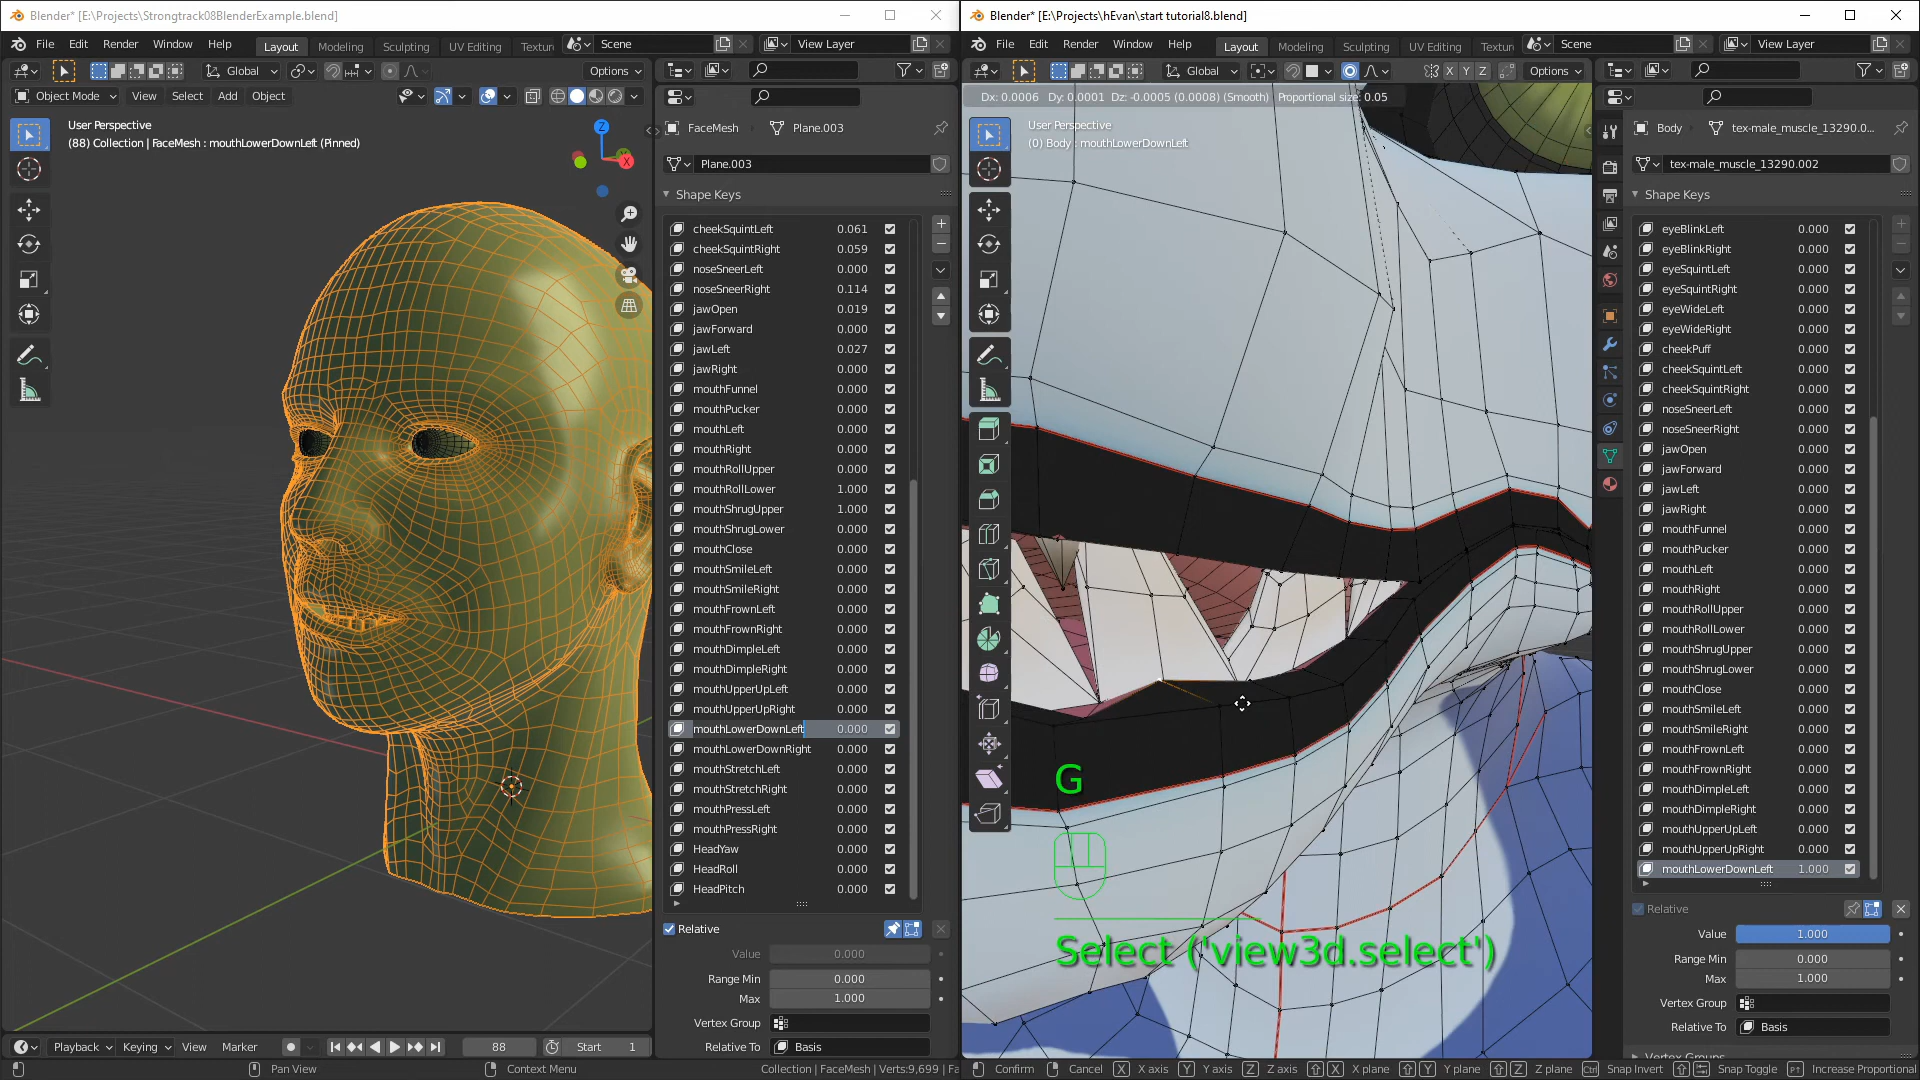 Blender* [E:\Projects\Strongtrack08BlenderExample.blend]
File Edit Render Window Help Layout Modeling Sculpting UV Editing Textur Scene View Layer
Global Options
Object Mode View Select Add Object
User Perspective
(88) Collection | FaceMesh : mouthLowerDownLeft (Pinned)
Z
X
FaceMesh Plane.003
Plane.003
Shape Keys
cheekSquintLeft 0.061
cheekSquintRight 0.059
noseSneerLeft 0.000
noseSneerRight 0.114
jawOpen 0.019
jawForward 0.000
jawLeft 0.027
jawRight 0.000
mouthFunnel 0.000
mouthPucker 0.000
mouthLeft 0.000
mouthRight 0.000
mouthRollUpper 0.000
mouthRollLower 1.000
mouthShrugUpper 1.000
mouthShrugLower 0.000
mouthClose 0.000
mouthSmileLeft 0.000
mouthSmileRight 0.000
mouthFrownLeft 0.000
mouthFrownRight 0.000
mouthDimpleLeft 0.000
mouthDimpleRight 0.000
mouthUpperUpLeft 0.000
mouthUpperUpRight 0.000
mouthLowerDownLeft 0.000
mouthLowerDownRight 0.000
mouthStretchLeft 0.000
mouthStretchRight 0.000
mouthPressLeft 0.000
mouthPressRight 0.000
HeadYaw 0.000
HeadRoll 0.000
HeadPitch 0.000
Relative
Value 0.000
Range Min 0.000
Max 1.000
Vertex Group
Relative To Basis
Playback Keying View Marker 88 Start 1
Pan View Context Menu Collection | FaceMesh | Verts:9,699 | Fa
Blender* [E:\Projects\hEvan\start tutorial8.blend]
File Edit Render Window Help Layout Modeling Sculpting UV Editing Textur Scene View Layer
Global X Y Z Options
Dx: 0.0006 Dy: 0.0001 Dz: -0.0005 (0.0008) (Smooth) Proportional size: 0.05
User Perspective
(0) Body : mouthLowerDownLeft
G
Select ('view3d.select')
Body tex-male_muscle_13290.0...
tex-male_muscle_13290.002
Shape Keys
eyeBlinkLeft 0.000
eyeBlinkRight 0.000
eyeSquintLeft 0.000
eyeSquintRight 0.000
eyeWideLeft 0.000
eyeWideRight 0.000
cheekPuff 0.000
cheekSquintLeft 0.000
cheekSquintRight 0.000
noseSneerLeft 0.000
noseSneerRight 0.000
jawOpen 0.000
jawForward 0.000
jawLeft 0.000
jawRight 0.000
mouthFunnel 0.000
mouthPucker 0.000
mouthLeft 0.000
mouthRight 0.000
mouthRollUpper 0.000
mouthRollLower 0.000
mouthShrugUpper 0.000
mouthShrugLower 0.000
mouthClose 0.000
mouthSmileLeft 0.000
mouthSmileRight 0.000
mouthFrownLeft 0.000
mouthFrownRight 0.000
mouthDimpleLeft 0.000
mouthDimpleRight 0.000
mouthUpperUpLeft 0.000
mouthUpperUpRight 0.000
mouthLowerDownLeft 1.000
Relative
Value 1.000
Range Min 0.000
Max 1.000
Vertex Group
Relative To Basis
Vertex Groups
Confirm Cancel X X axis Y Y axis Z Z axis X X plane Y Y plane Z Z plane Ctrl Snap Invert Snap Toggle Increase Proportional